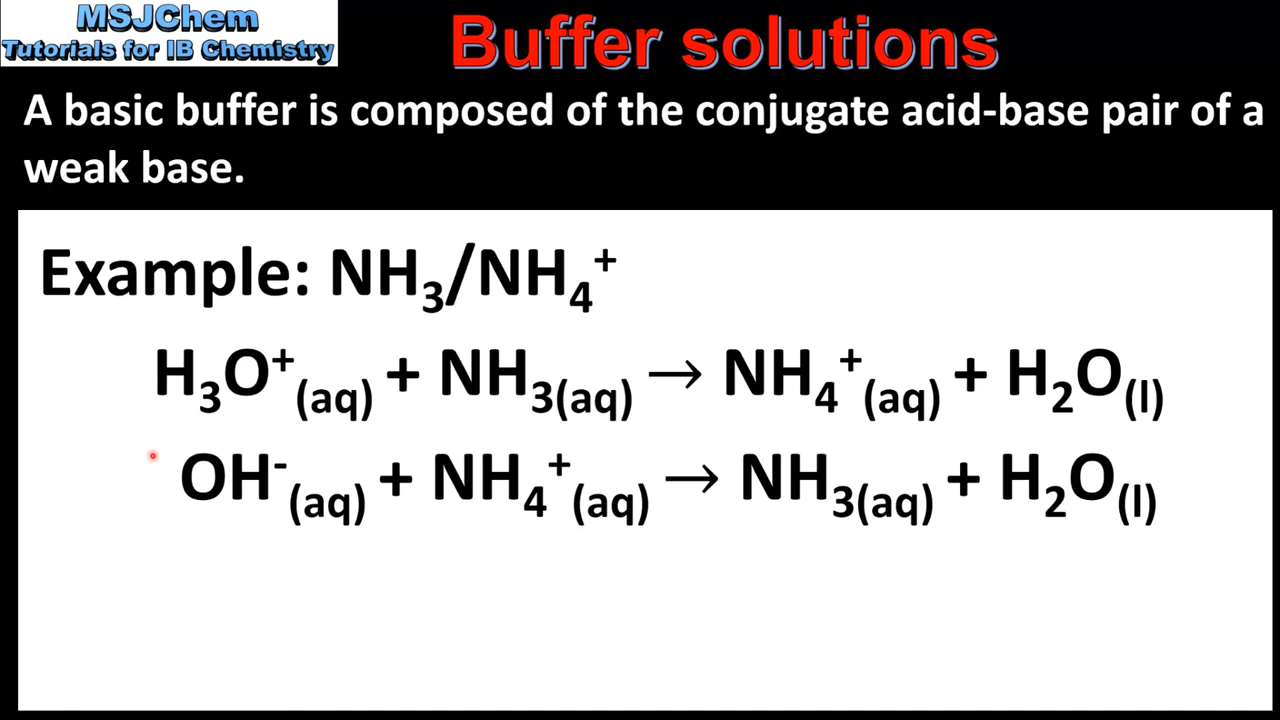 MSJChem
Tutorials for IB Chemistry
Buffer solutions
A basic buffer is composed of the conjugate acid-base pair of a
weak base.
Example: NH₃/NH₄⁺
H₃O⁺₍aq₎ + NH₃₍aq₎ → NH₄⁺₍aq₎ + H₂O₍l₎
OH⁻₍aq₎ + NH₄⁺₍aq₎ → NH₃₍aq₎ + H₂O₍l₎